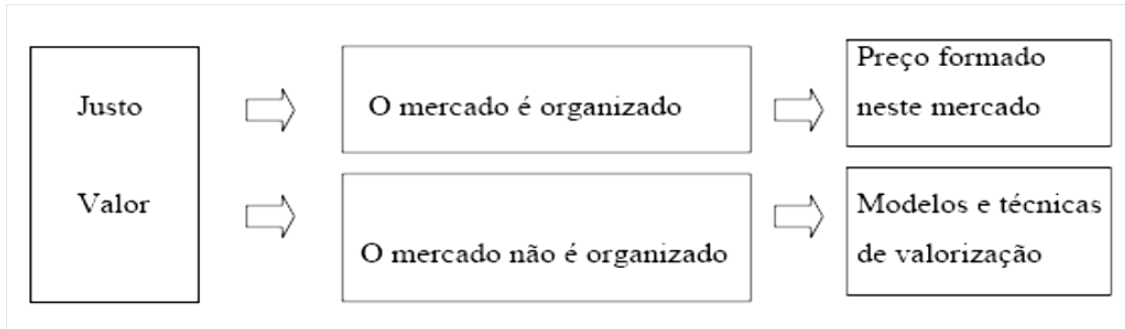 Justo
Valor
O mercado é organizado
Preço formado
neste mercado
O mercado não é organizado
Modelos e técnicas
de valorização